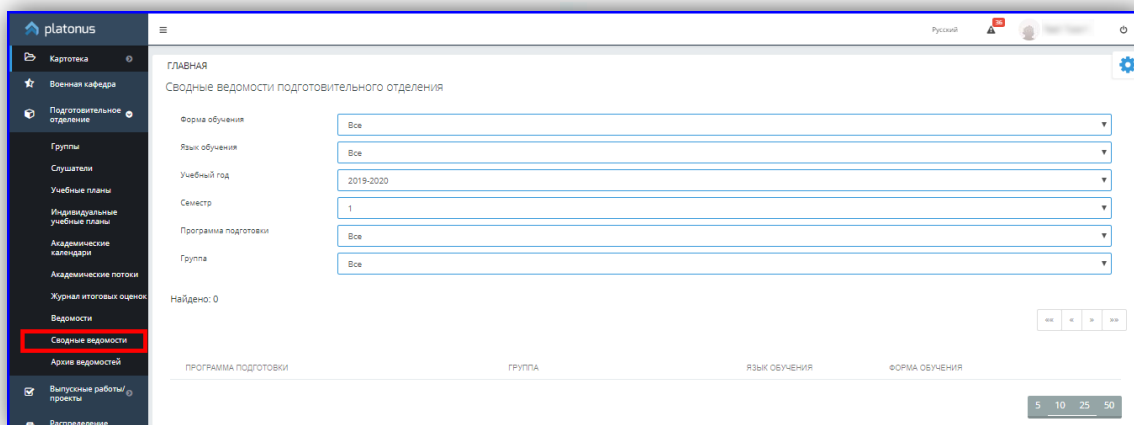 platonus
Русский
36
Картотека
Военная кафедра
Подготовительное
отделение
Группы
Слушатели
Учебные планы
Индивидуальные
учебные планы
Академические
календари
Академические потоки
Журнал итоговых оценок
Ведомости
Сводные ведомости
Архив ведомостей
Выпускные работы/
проекты
Распределение
ГЛАВНАЯ
Сводные ведомости подготовительного отделения
Форма обучения
Все
Язык обучения
Все
Учебный год
2019-2020
Семестр
1
Программа подготовки
Все
Группа
Все
Найдено: 0
«« « » »»
ПРОГРАММА ПОДГОТОВКИ ГРУППА ЯЗЫК ОБУЧЕНИЯ ФОРМА ОБУЧЕНИЯ
5 10 25 50